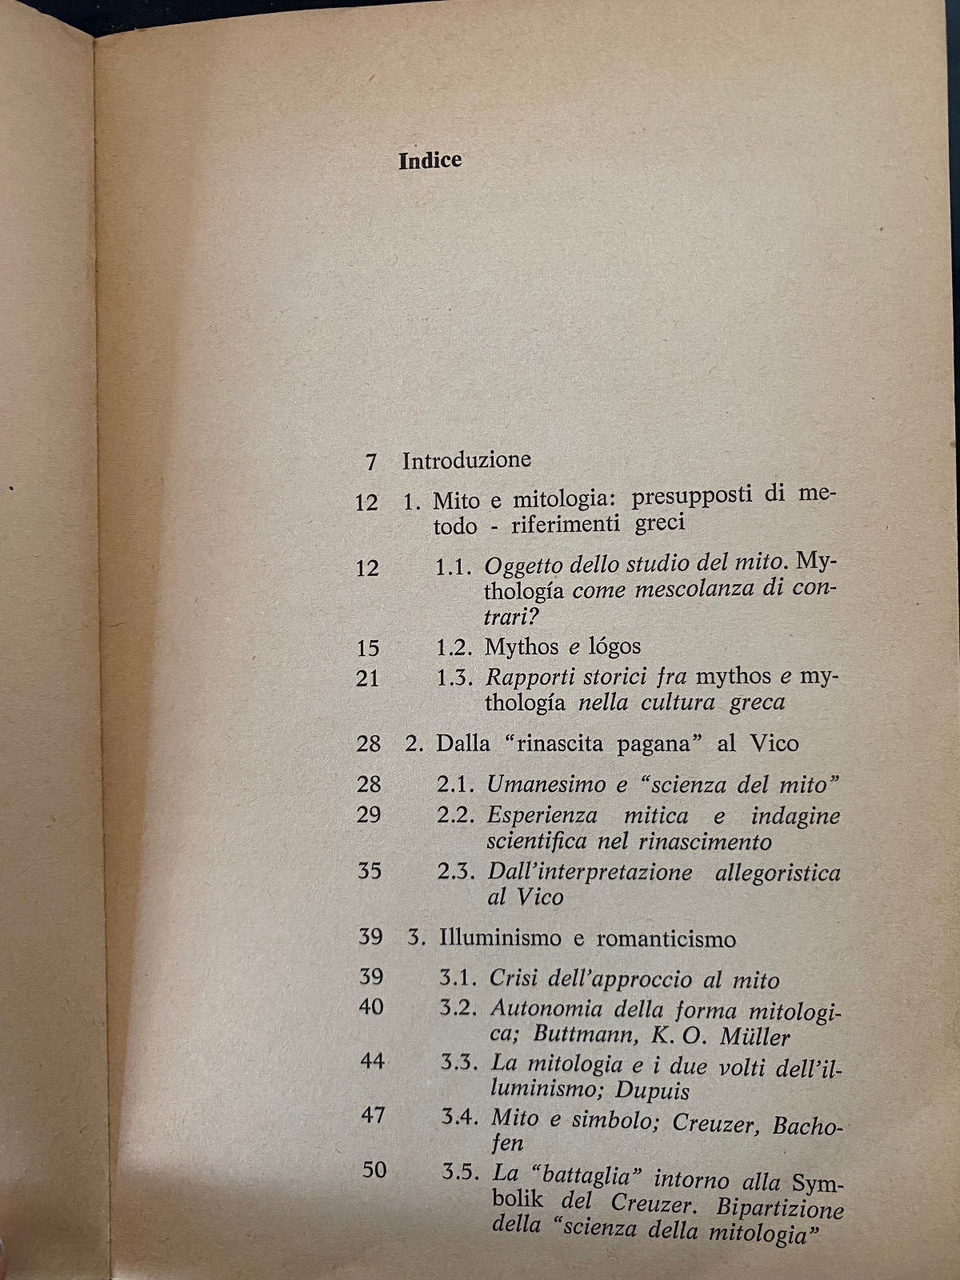 Indice
7 Introduzione
12 1. Mito e mitologia: presupposti di me-
todo - riferimenti greci
12 1.1. Oggetto dello studio del mito. My-
thología come mescolanza di con-
trari?
15 1.2. Mythos e lógos
21 1.3. Rapporti storici fra mythos e my-
thología nella cultura greca
28 2. Dalla “rinascita pagana” al Vico
28 2.1. Umanesimo e “scienza del mito”
29 2.2. Esperienza mitica e indagine
scientifica nel rinascimento
35 2.3. Dall’interpretazione allegoristica
al Vico
39 3. Illuminismo e romanticismo
39 3.1. Crisi dell’approccio al mito
40 3.2. Autonomia della forma mitologi-
ca; Buttmann, K. O. Müller
44 3.3. La mitologia e i due volti dell’il-
luminismo; Dupuis
47 3.4. Mito e simbolo; Creuzer, Bacho-
fen
50 3.5. La “battaglia” intorno alla Sym-
bolik del Creuzer. Bipartizione
della “scienza della mitologia”